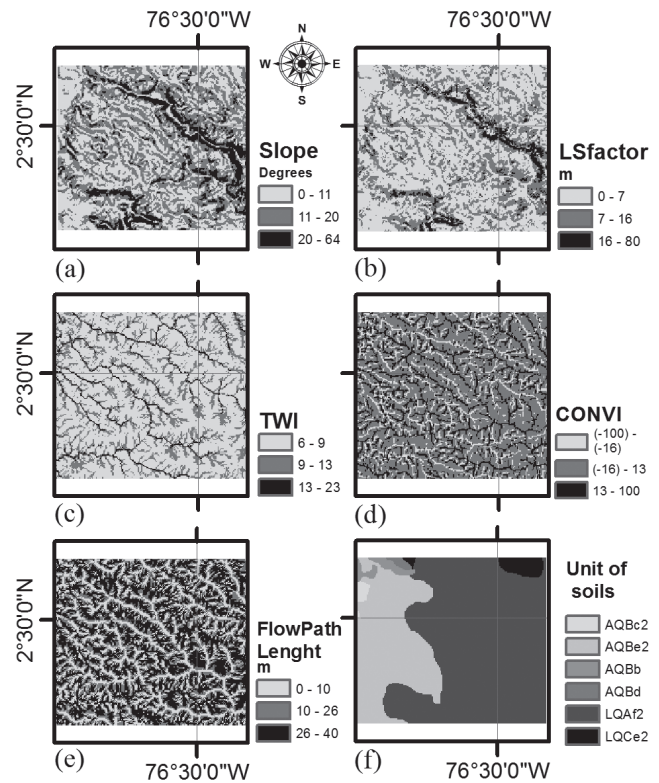 76°30'0"W
76°30'0"W
N
W
E
S
2°30'0"N
Slope
Degrees
0 - 11
11 - 20
20 - 64
(a)
LSfactor
m
0 - 7
7 - 16
16 - 80
(b)
2°30'0"N
TWI
6 - 9
9 - 13
13 - 23
(c)
CONVI
(-100) -
(-16)
(-16) - 13
13 - 100
(d)
2°30'0"N
FlowPath
Lenght
m
0 - 10
10 - 26
26 - 40
(e)
Unit of
soils
AQBc2
AQBe2
AQBb
AQBd
LQAf2
LQCe2
(f)
76°30'0"W
76°30'0"W